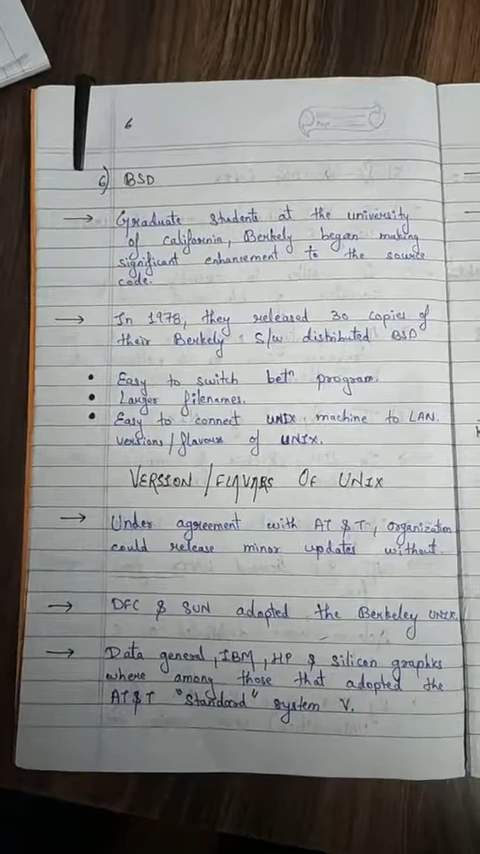 6
6) BSD
→ Graduate students at the university
of california, Berkely began making
significant enhancement to the source
code.
→ In 1978, they released 30 copies of
their Berkely S/w distributed BSD
• Easy to switch betn program.
• Larger filenames.
• Easy to connect UNIX machine to LAN.
versions/flavours of UNIX.
VERSION/FLAVARS OF UNIX
→ Under agreement with AT & T, organization
could release minor updates without.
→ DFC & SUN adopted the Berkeley UNIX.
→ Data general, IBM, HP & silicon graphks
where among those that adopted the
AT&T "Standard" system V.